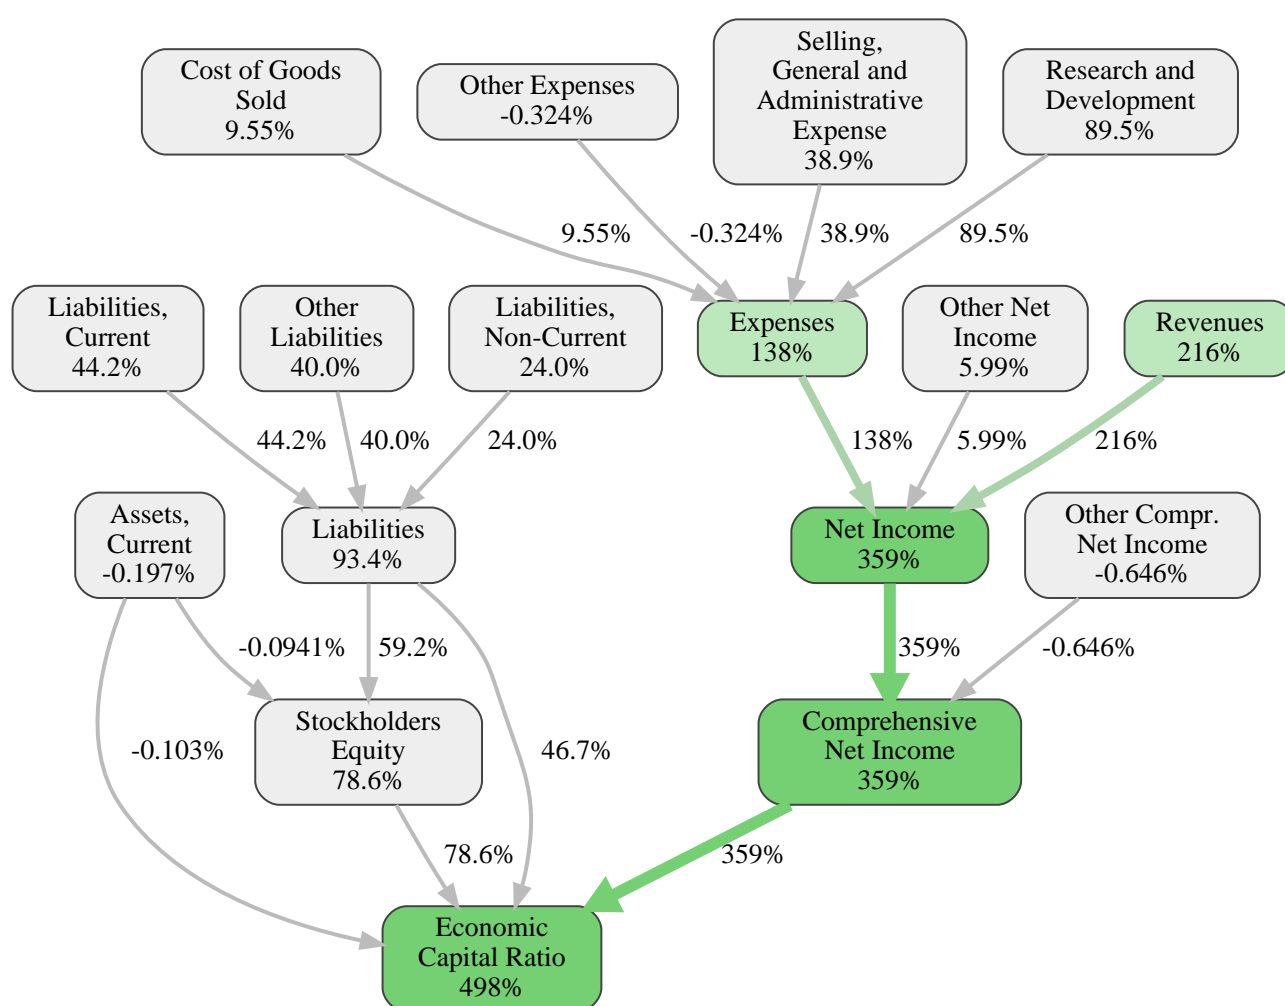 Cost of Goods
Sold
9.55%
Other Expenses
-0.324%
Selling,
General and
Administrative
Expense
38.9%
Research and
Development
89.5%
9.55%
-0.324%
38.9%
89.5%
Liabilities,
Current
44.2%
Other
Liabilities
40.0%
Liabilities,
Non-Current
24.0%
Expenses
138%
Other Net
Income
5.99%
Revenues
216%
44.2%
40.0%
24.0%
138%
5.99%
216%
Assets,
Current
-0.197%
Liabilities
93.4%
Net Income
359%
Other Compr.
Net Income
-0.646%
-0.0941%
59.2%
359%
-0.646%
-0.103%
Stockholders
Equity
78.6%
46.7%
Comprehensive
Net Income
359%
78.6%
359%
Economic
Capital Ratio
498%